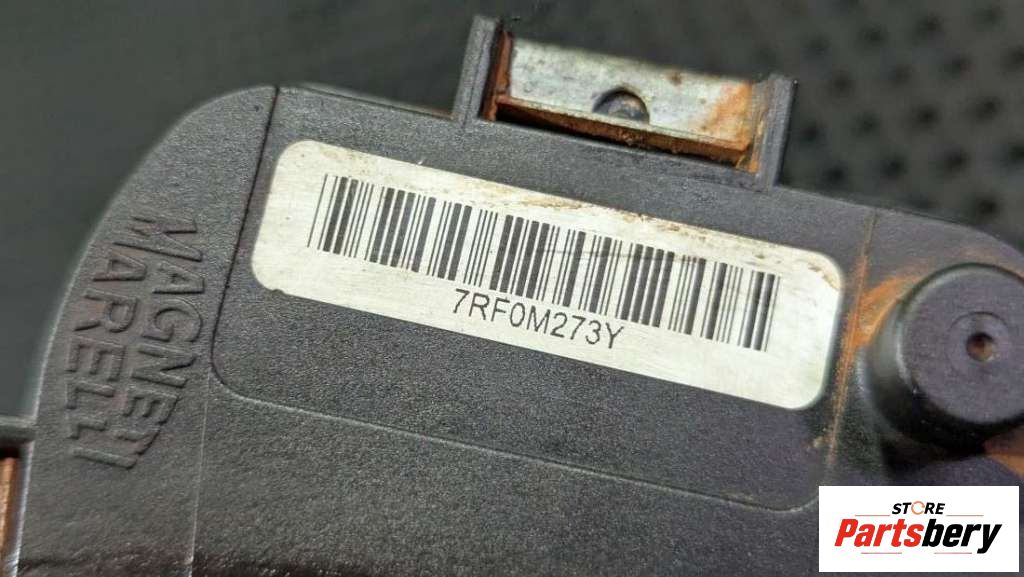 MAGNETI
MARELLI
7RF0M273Y
STORE
Partsbery